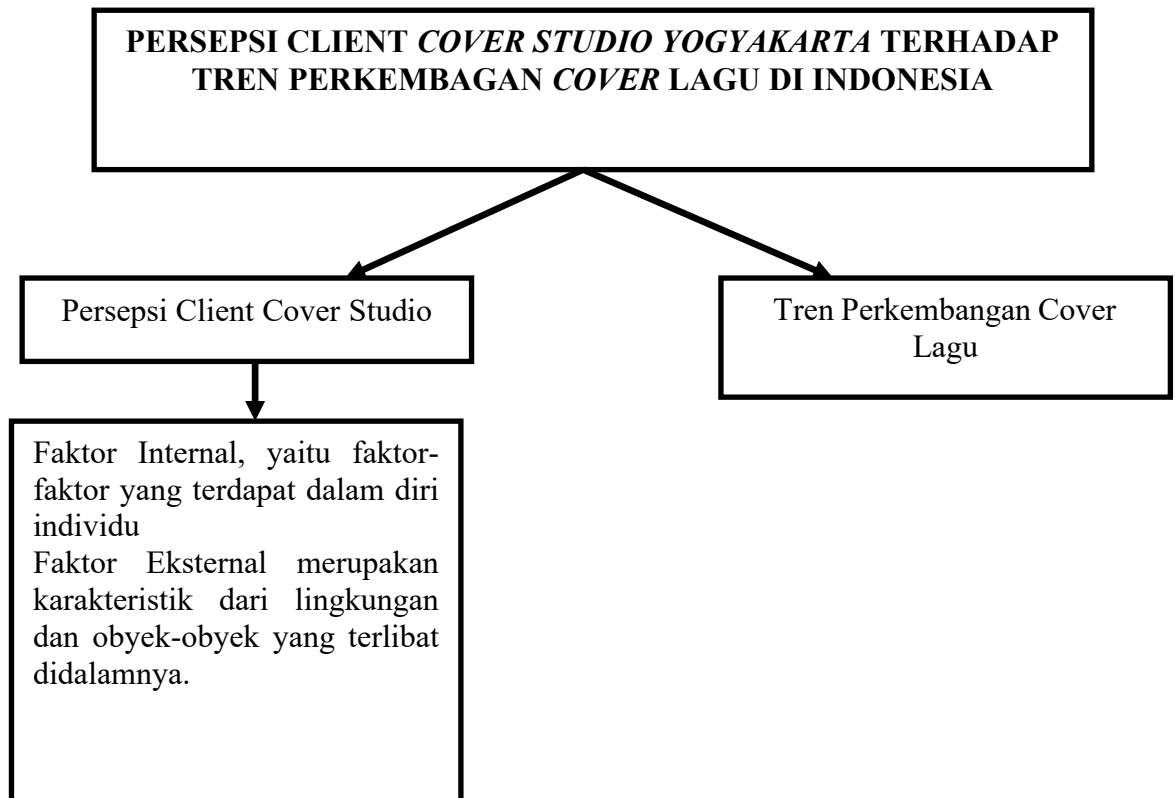 PERSEPSI CLIENT COVER STUDIO YOGYAKARTA TERHADAP
TREN PERKEMBAGAN COVER LAGU DI INDONESIA
Persepsi Client Cover Studio
Tren Perkembangan Cover
Lagu
Faktor Internal, yaitu faktor-
faktor yang terdapat dalam diri
individu
Faktor Eksternal merupakan
karakteristik dari lingkungan
dan obyek-obyek yang terlibat
didalamnya.